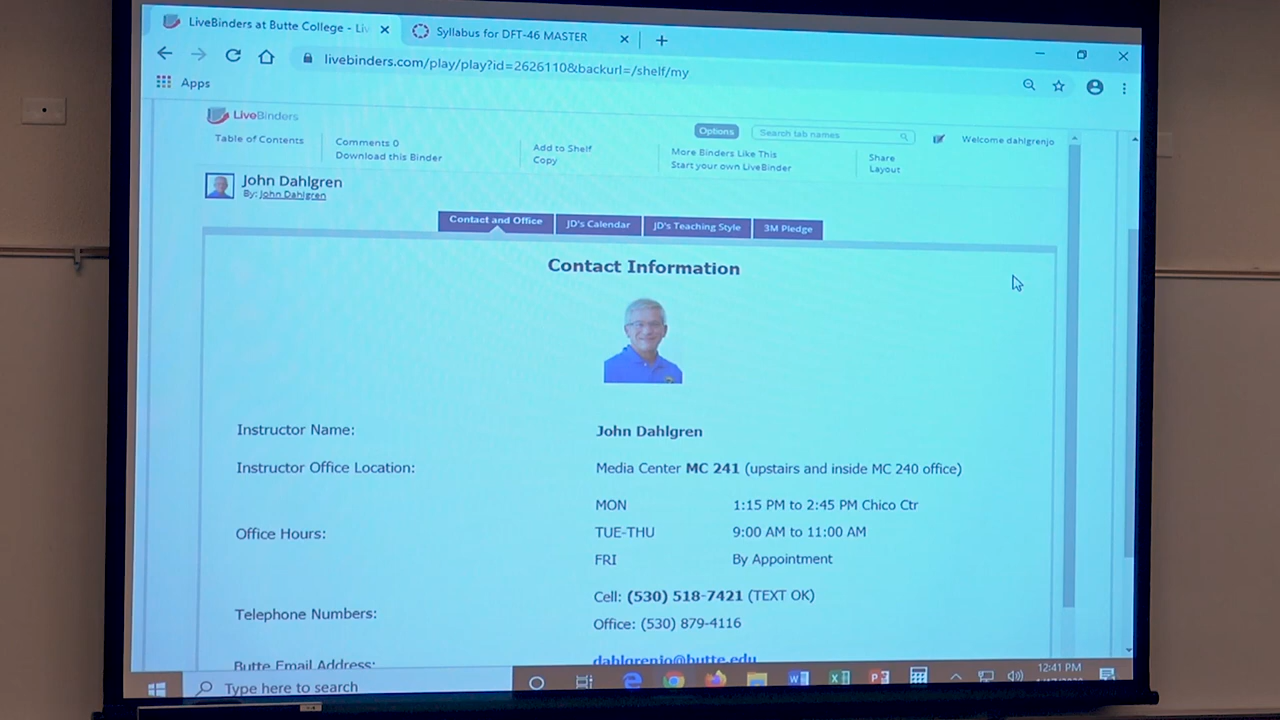 LiveBinders at Butte College - Liv
Syllabus for DFT-46 MASTER
livebinders.com/play/play?id=2626110&backurl=/shelf/my
Apps
LiveBinders
Table of Contents
Comments 0
Download this Binder
Add to Shelf
Copy
More Binders Like This
Start your own LiveBinder
Options
Search tab names
Share
Layout
Welcome dahlgrenjo
John Dahlgren
By: John Dahlgren
Contact and Office
JD's Calendar
JD's Teaching Style
3M Pledge
Contact Information
Instructor Name: John Dahlgren
Instructor Office Location: Media Center MC 241 (upstairs and inside MC 240 office)
Office Hours:
MON 1:15 PM to 2:45 PM Chico Ctr
TUE-THU 9:00 AM to 11:00 AM
FRI By Appointment
Telephone Numbers:
Cell: (530) 518-7421 (TEXT OK)
Office: (530) 879-4116
Butte Email Address: dahlgrenjo@butte.edu
Type here to search
12:41 PM